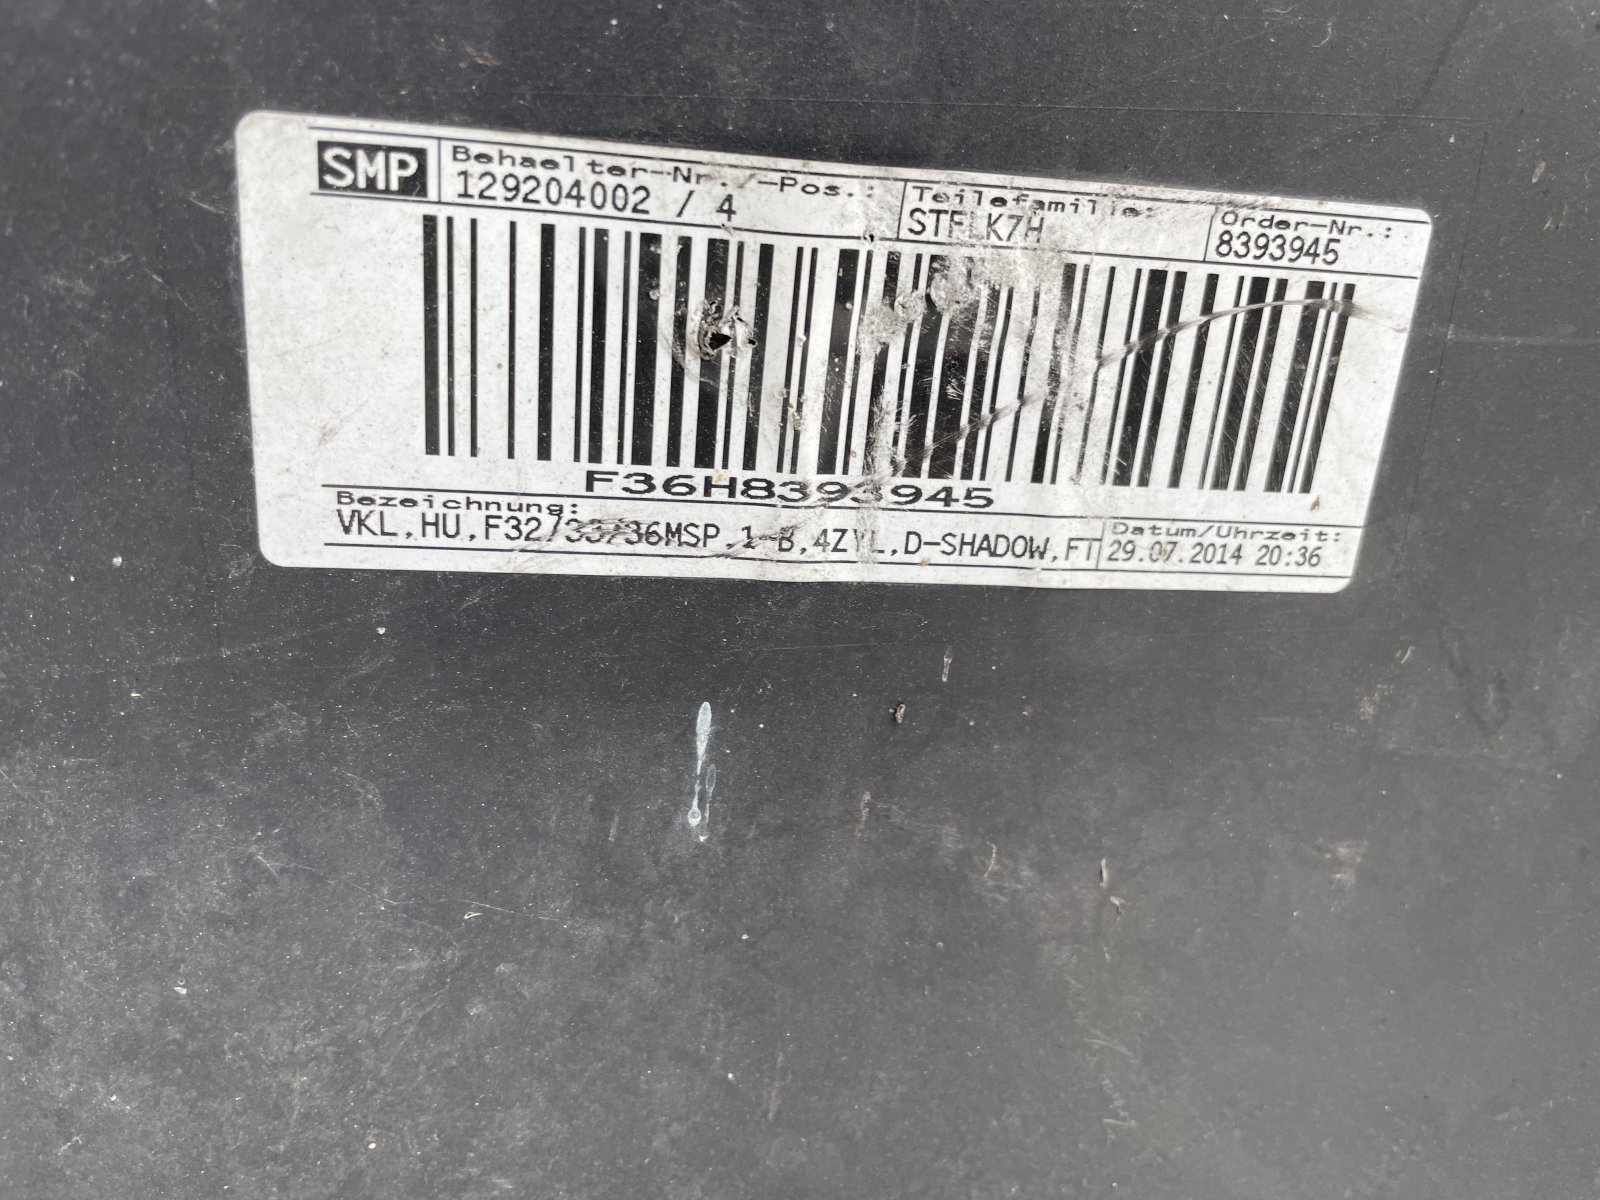 SMP
Behaelter-Nr./-Pos.:
129204002 / 4
Teilefamilie:
STFLK7H
Order-Nr.:
8393945
F36H8393945
Bezeichnung:
VKL,HU,F32/33/36MSP, ,4ZYL,D-SHADOW,FT
Datum/Uhrzeit:
29.07.2014 20:36